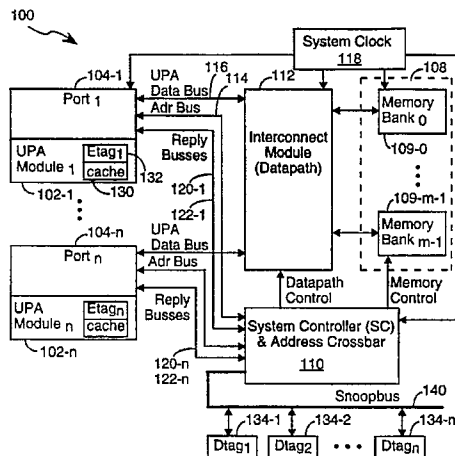 100
System Clock
118
104-1
UPA
116
114
112
108
Port 1
Data Bus
Adr Bus
Interconnect
Module
(Datapath)
Memory
Bank 0
109-0
Reply
Busses
UPA
Module 1
Etag1
cache
132
130
102-1
120-1
122-1
109-m-1
Memory
Bank m-1
104-n
UPA
Data Bus
Port n
Adr Bus
Datapath
Control
Memory
Control
Reply
Busses
UPA
Module n
Etagn
cache
102-n
System Controller (SC)
& Address Crossbar
110
120-n
122-n
Snoopbus
140
134-1
134-2
134-n
Dtag1
Dtag2
Dtagn